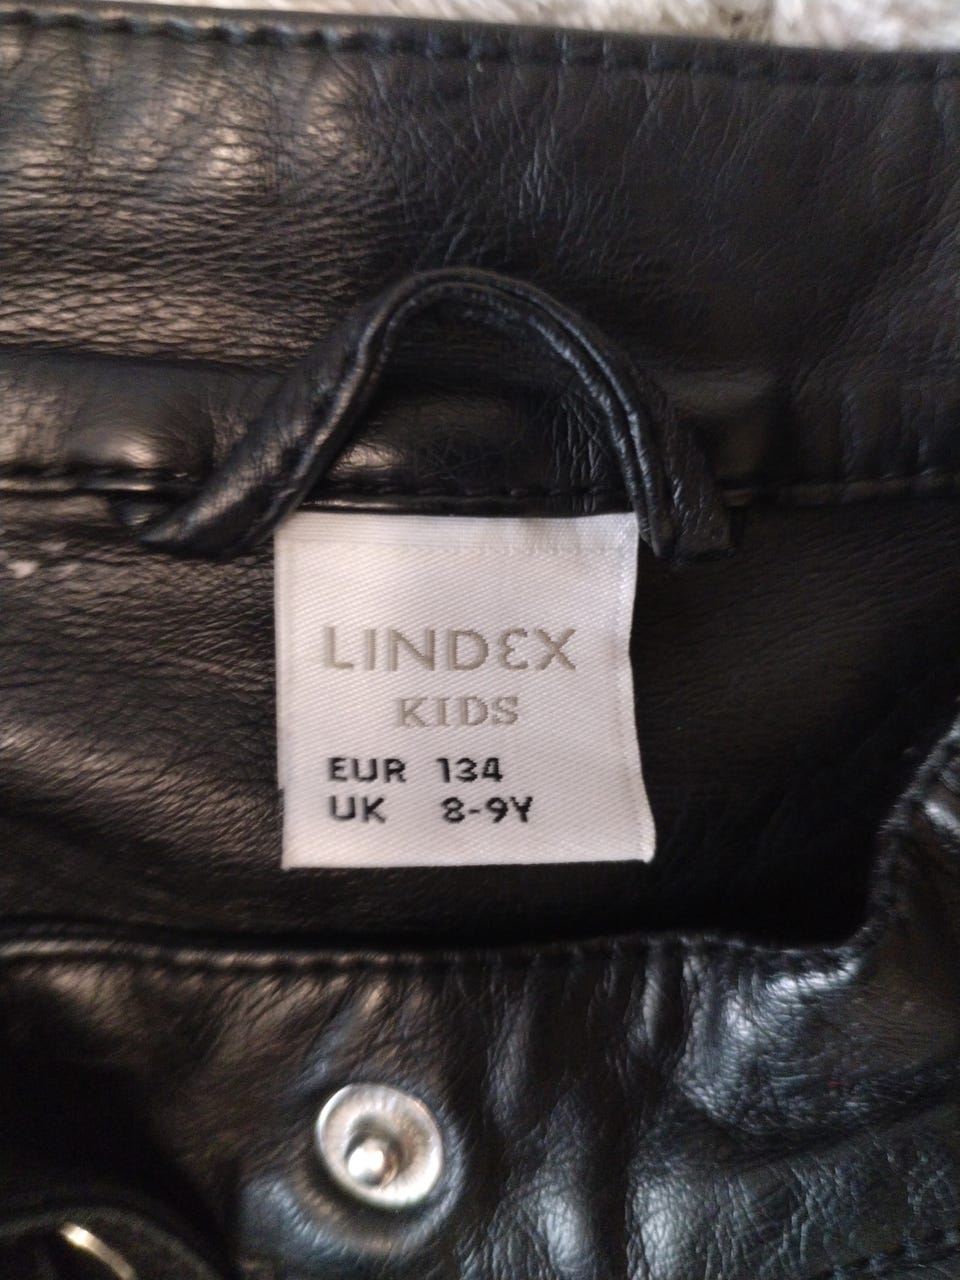 LINDEX
KIDS
EUR 134
UK 8-9Y